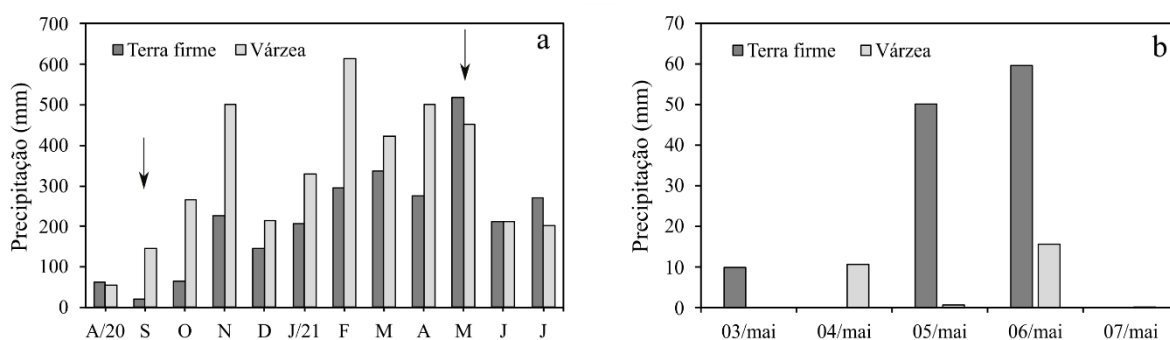 Precipitação (mm)
700
600
500
400
300
200
100
0
Terra firme
Várzea
a
A/20 S O N D J/21 F M A M J J
Precipitação (mm)
70
60
50
40
30
20
10
0
Terra firme
Várzea
b
03/mai 04/mai 05/mai 06/mai 07/mai